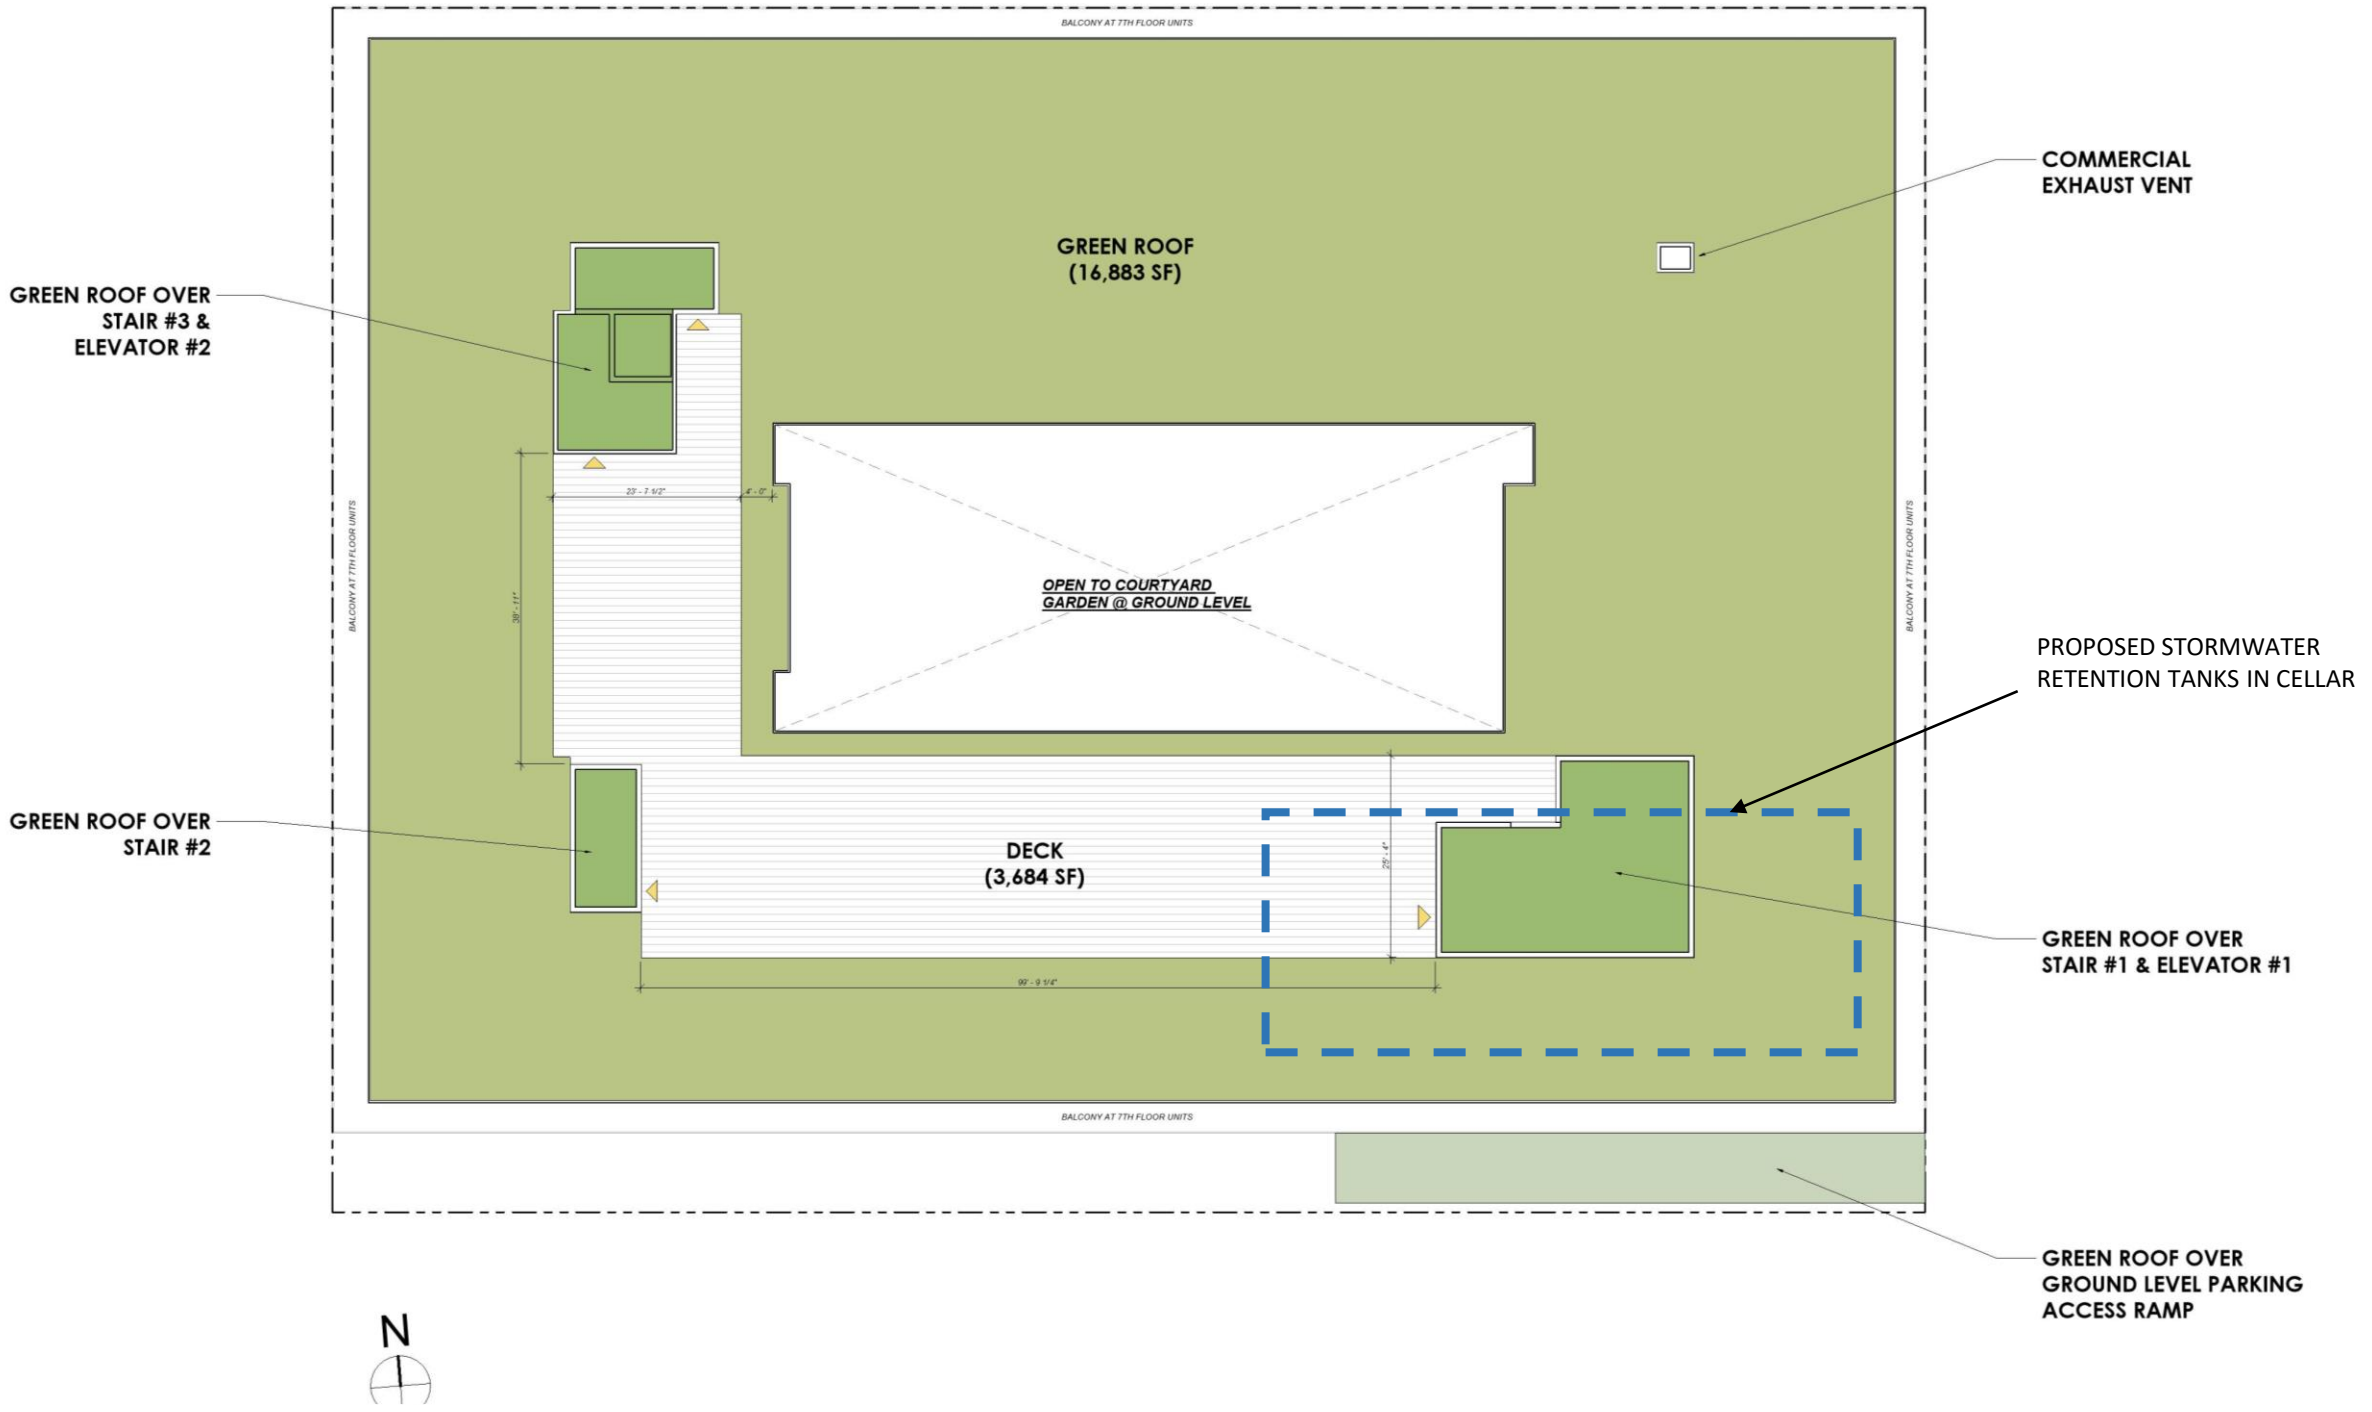 BALCONY AT 7TH FLOOR UNITS
COMMERCIAL
EXHAUST VENT
GREEN ROOF
(16,883 SF)
GREEN ROOF OVER
STAIR #3 &
ELEVATOR #2
23' - 7 1/2"
4' - 0"
BALCONY AT 7TH FLOOR UNITS
BALCONY AT 7TH FLOOR UNITS
OPEN TO COURTYARD
GARDEN @ GROUND LEVEL
PROPOSED STORMWATER
RETENTION TANKS IN CELLAR
GREEN ROOF OVER
STAIR #2
DECK
(3,684 SF)
25' - 4"
GREEN ROOF OVER
STAIR #1 & ELEVATOR #1
99' - 9 1/4"
BALCONY AT 7TH FLOOR UNITS
GREEN ROOF OVER
GROUND LEVEL PARKING
ACCESS RAMP
N